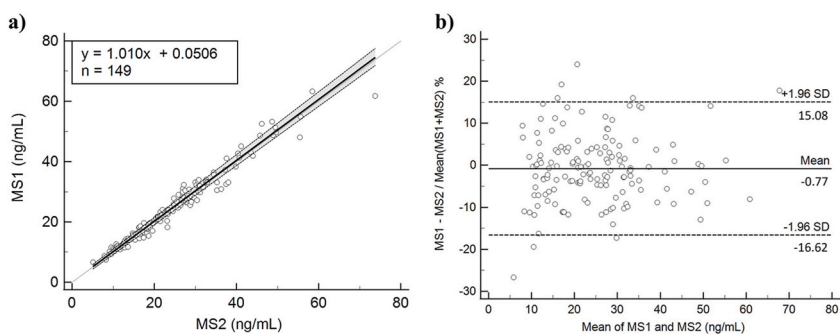 a)
y = 1.010x + 0.0506
n = 149
80
60
40
20
0
MS1 (ng/mL)
0 20 40 60 80
MS2 (ng/mL)
b)
30
20
10
0
-10
-20
-30
MS1 - MS2 / Mean(MS1+MS2) %
+1.96 SD
15.08
Mean
-0.77
-1.96 SD
-16.62
0 10 20 30 40 50 60 70 80
Mean of MS1 and MS2 (ng/mL)